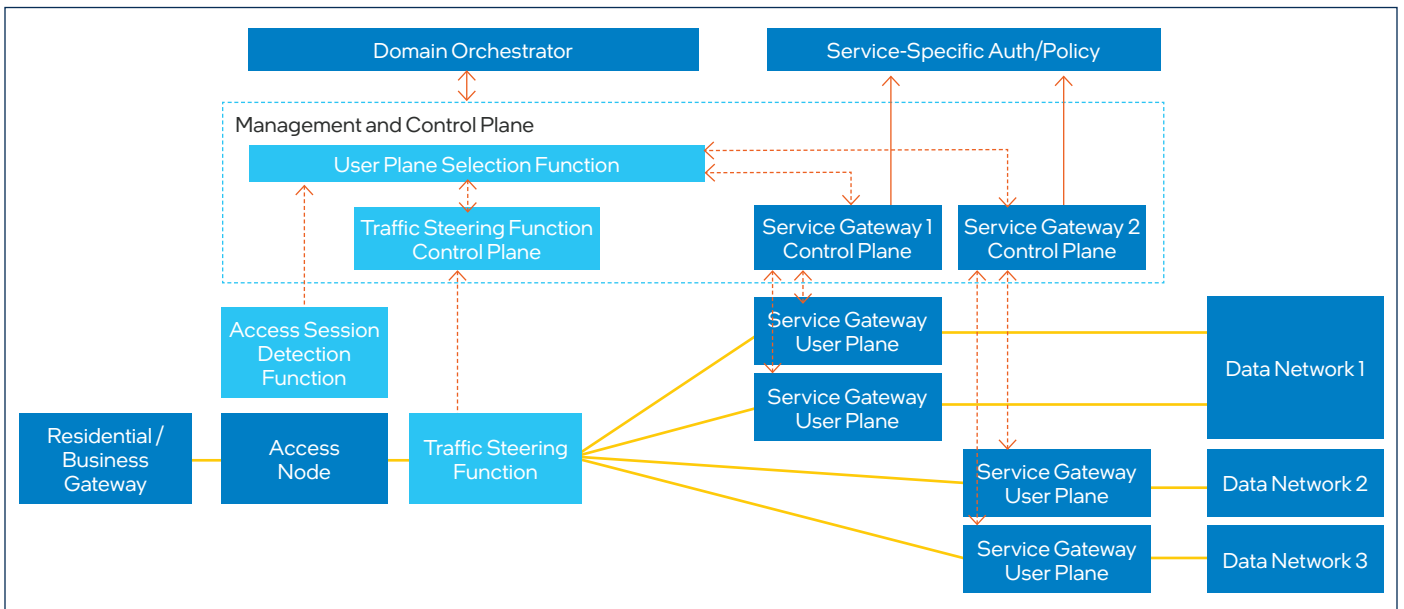 Domain Orchestrator
Service-Specific Auth/Policy
Management and Control Plane
User Plane Selection Function
Traffic Steering Function
Control Plane
Service Gateway 1
Control Plane
Service Gateway 2
Control Plane
Access Session
Detection
Function
Service Gateway
User Plane
Service Gateway
User Plane
Data Network 1
Residential /
Business
Gateway
Access
Node
Traffic Steering
Function
Service Gateway
User Plane
Data Network 2
Service Gateway
User Plane
Data Network 3